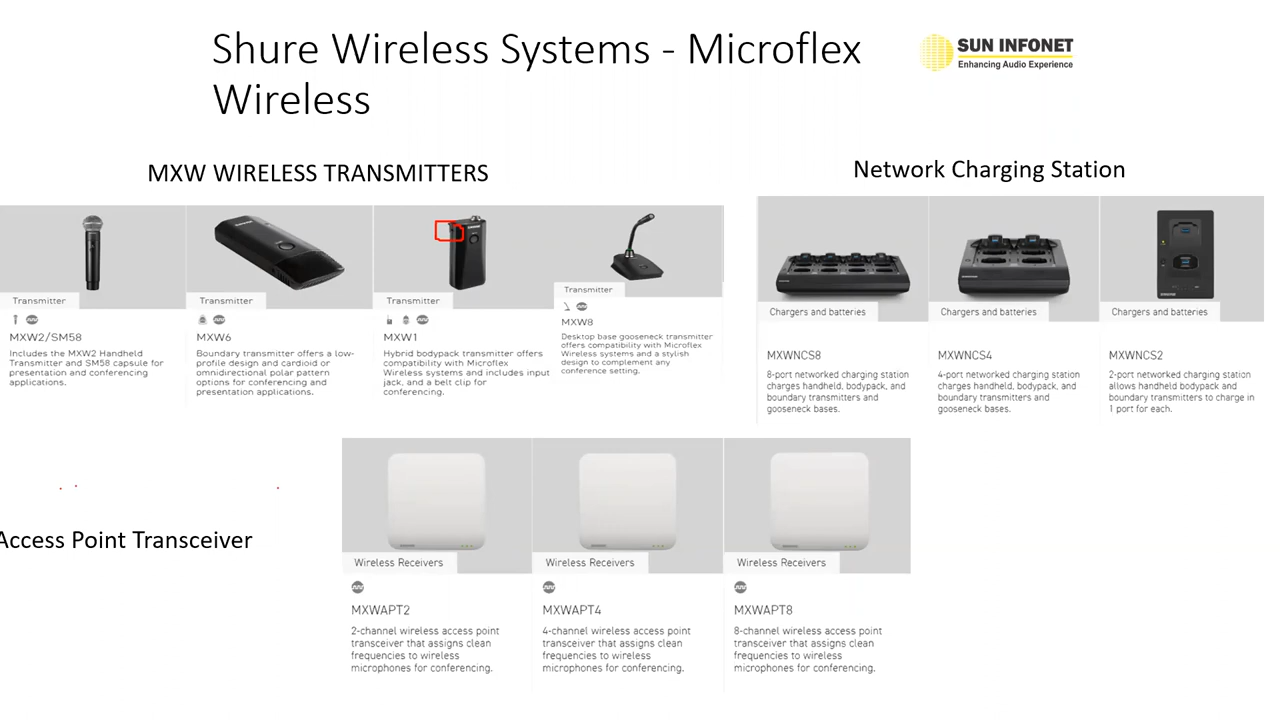 Shure Wireless Systems - Microflex
Wireless
SUN INFONET
Enhancing Audio Experience
MXW WIRELESS TRANSMITTERS
Transmitter
MXW2/SM58
Includes the MXW2 Handheld
Transmitter and SM58 capsule for
presentation and conferencing
applications.
Transmitter
MXW6
Boundary transmitter offers a low-
profile design and cardioid or
omnidirectional polar pattern
options for conferencing and
presentation applications.
Transmitter
MXW1
Hybrid bodypack transmitter offers
compatibility with Microflex
Wireless systems and includes input
jack, and a belt clip for
conferencing.
Transmitter
MXW8
Desktop base gooseneck transmitter
offers compatibility with Microflex
Wireless systems and a stylish
design to complement any
conference setting.
Network Charging Station
Chargers and batteries
MXWNCS8
8-port networked charging station
charges handheld, bodypack, and
boundary transmitters and
gooseneck bases.
Chargers and batteries
MXWNCS4
4-port networked charging station
charges handheld, bodypack, and
boundary transmitters and
gooseneck bases.
Chargers and batteries
MXWNCS2
2-port networked charging station
allows handheld bodypack and
boundary transmitters to charge in
1 port for each.
Access Point Transceiver
Wireless Receivers
MXWAPT2
2-channel wireless access point
transceiver that assigns clean
frequencies to wireless
microphones for conferencing.
Wireless Receivers
MXWAPT4
4-channel wireless access point
transceiver that assigns clean
frequencies to wireless
microphones for conferencing.
Wireless Receivers
MXWAPT8
8-channel wireless access point
transceiver that assigns clean
frequencies to wireless
microphones for conferencing.